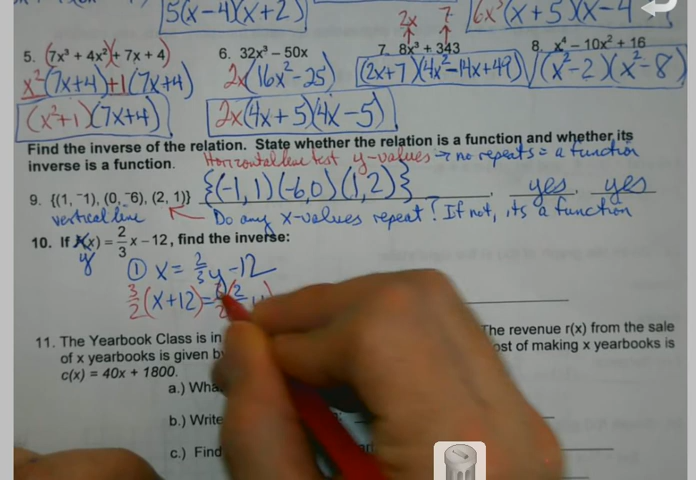 5(x-4)(x+2)
6x³(x+5)(x-4
2x 7
5. (7x³ + 4x²)(+ 7x + 4) 6. 32x³ – 50x 7. 8x³ + 343 8. x⁴ – 10x² + 16
x²(7x+4)+1(7x+4) 2x(16x²-25) (2x+7)(4x²-14x+49) (x²-2)(x²-8)
(x²+1)(7x+4) 2x(4x+5)(4x-5)
Find the inverse of the relation. State whether the relation is a function and whether its
inverse is a function. Horizontal line test y-values → no repeats = a function
9. {(1, ⁻1), (0, ⁻6), (2, 1)} {(-1,1)(-6,0)(1,2)} yes yes
vertical line Do any x-values repeat? If not, its a function
10. If (x) = 2/3 x – 12, find the inverse:
y
① x = 2/3 y -12
3/2(x+12)=
11. The Yearbook Class is in The revenue r(x) from the sale
of x yearbooks is given b ost of making x yearbooks is
c(x) = 40x + 1800.
a.) Wha
b.) Write
c.) Find